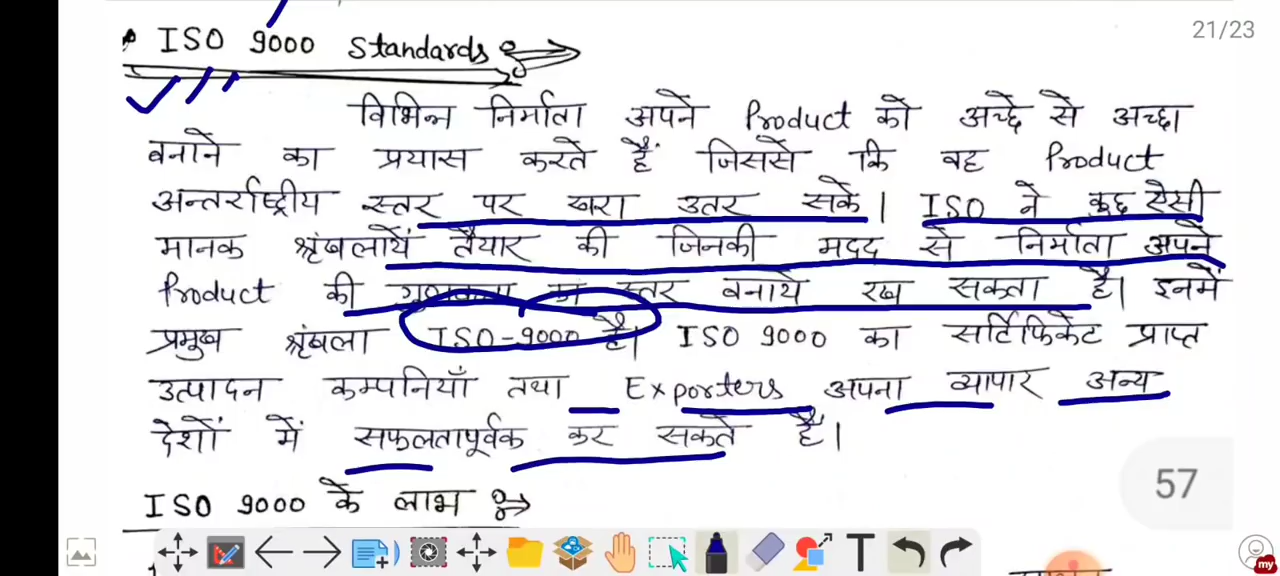 21/23
ISO 9000 Standards
विभिन्न निर्माता अपने Product को अच्छे से अच्छा
बनाने का प्रयास करते हैं जिससे कि वह Product
अन्तर्राष्ट्रीय स्तर पर खरा उतर सके। ISO ने कुछ ऐसी
मानक श्रृंखलायें तैयार की जिनकी मदद से निर्माता अपने
Product की गुणवत्ता का स्तर बनाये रख सकता है। इनमें
प्रमुख श्रृंखला ISO-9000 है। ISO 9000 का सर्टिफिकेट प्राप्त
उत्पादन कम्पनियाँ तथा Exporters अपना व्यापार अन्य
देशों में सफलतापूर्वक कर सकते हैं।
57
ISO 9000 के लाभ
T
my